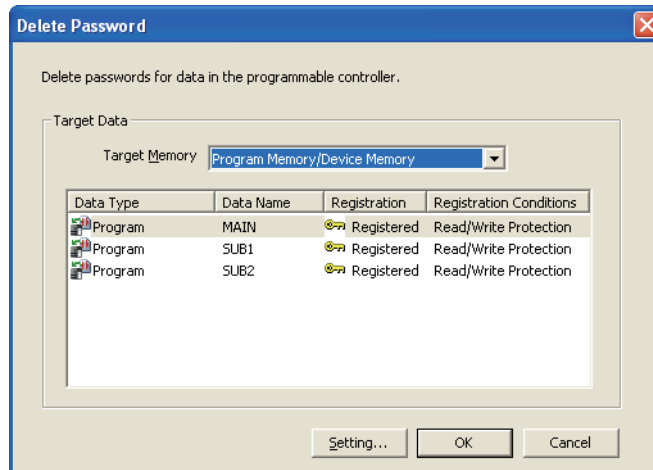 Delete Password
Delete passwords for data in the programmable controller.
Target Data
Target Memory Program Memory/Device Memory
Data Type Data Name Registration Registration Conditions
Program MAIN Registered Read/Write Protection
Program SUB1 Registered Read/Write Protection
Program SUB2 Registered Read/Write Protection
Setting... OK Cancel